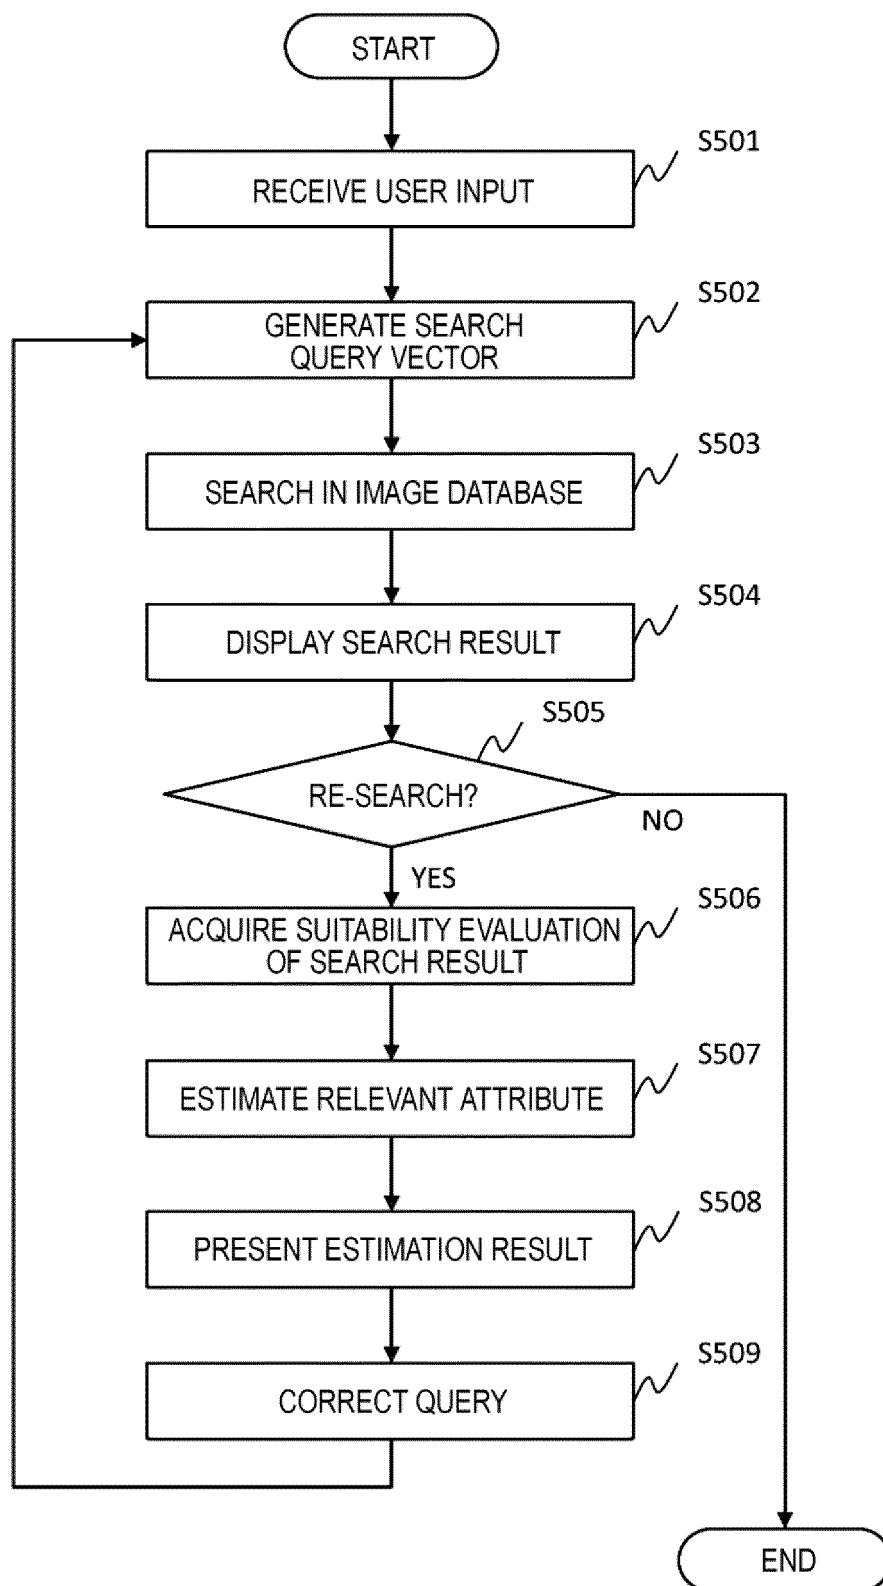 START
S501
RECEIVE USER INPUT
S502
GENERATE SEARCH
QUERY VECTOR
S503
SEARCH IN IMAGE DATABASE
S504
DISPLAY SEARCH RESULT
S505
RE-SEARCH?
NO
YES
S506
ACQUIRE SUITABILITY EVALUATION
OF SEARCH RESULT
S507
ESTIMATE RELEVANT ATTRIBUTE
S508
PRESENT ESTIMATION RESULT
S509
CORRECT QUERY
END